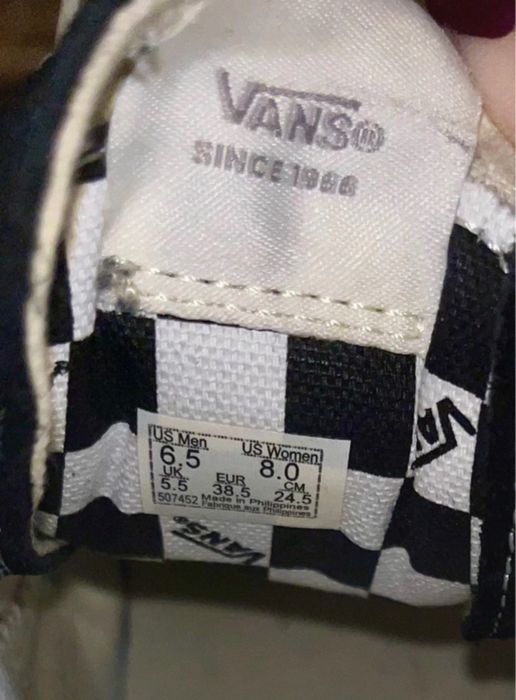 VANS®
SINCE 1966
US Men US Women
6.5 8.0
UK EUR CM
5.5 38.5 24.5
507452 Made in Philippines
Fabriqué aux Philippines
VANS®
VANS